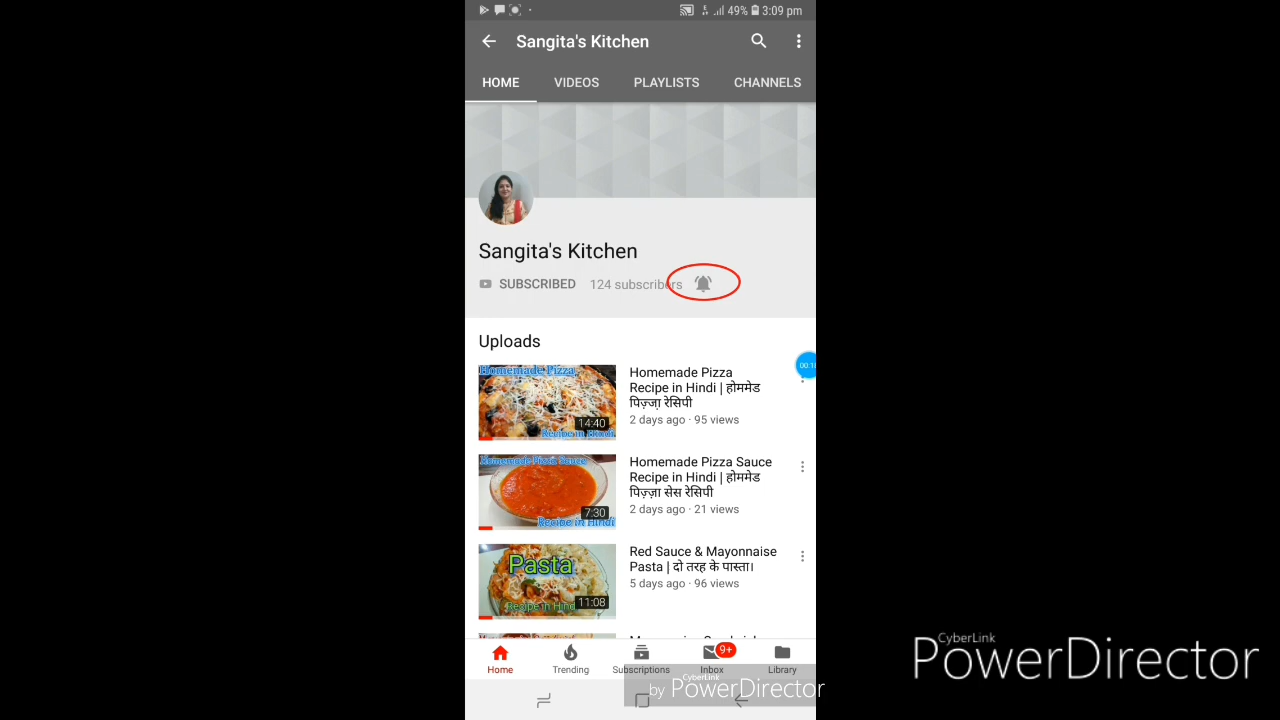 49% 3:09 pm
Sangita's Kitchen
HOME VIDEOS PLAYLISTS CHANNELS
Sangita's Kitchen
SUBSCRIBED 124 subscribers
Uploads
Homemade Pizza
14:40
Recipe in Hindi
Homemade Pizza
Recipe in Hindi | होममेड
पिज़्जा़ रेसिपी
2 days ago · 95 views
Homemade Pizza Sauce
7:30
Recipe in Hindi
Homemade Pizza Sauce
Recipe in Hindi | होममेड
पिज़्ज़ा सेस रेसिपी
2 days ago · 21 views
Pasta
Recipe in Hindi
11:08
Red Sauce & Mayonnaise
Pasta | दो तरह के पास्ता।
5 days ago · 96 views
9+
Home Trending Subscriptions Inbox Library
CyberLink
by PowerDirector
CyberLink
PowerDirector